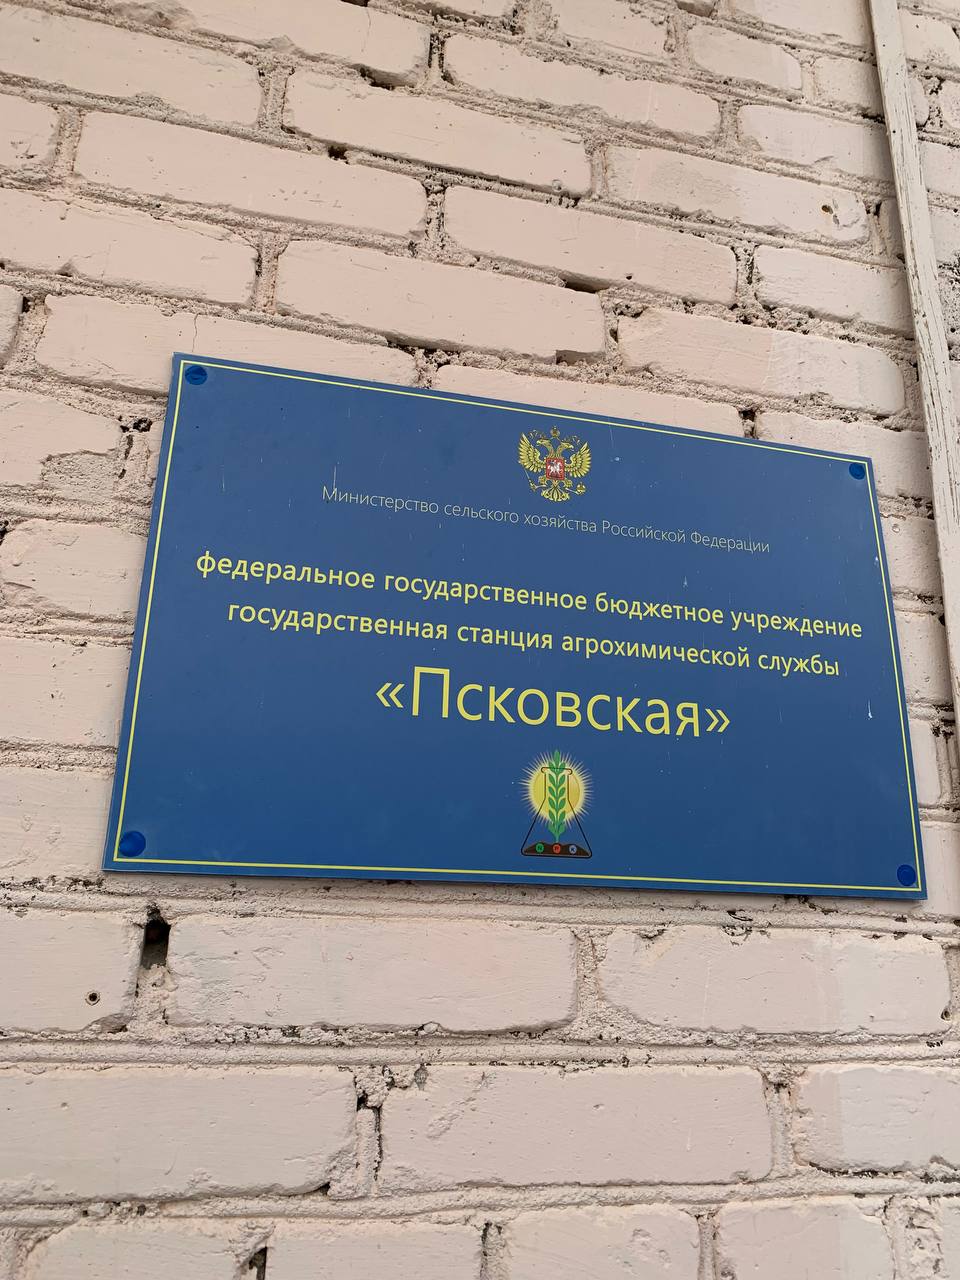 Министерство сельского хозяйства Российской Федерации
федеральное государственное бюджетное учреждение
государственная станция агрохимической службы
«Псковская»
N P K